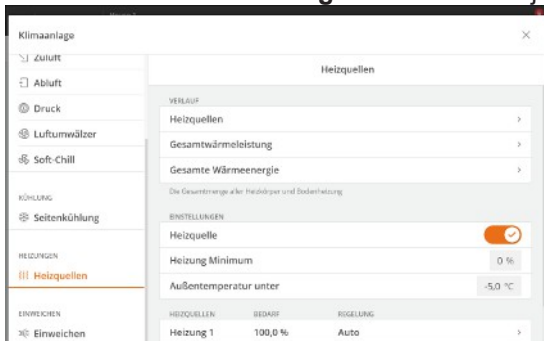 Klimaanlage
Zuluft
Abluft
Druck
Luftumwälzer
Soft-Chill
KÜHLUNG
Seitenkühlung
HEIZUNGEN
Heizquellen
EINWEICHEN
Einweichen
Heizquellen
VERLAUF
Heizquellen
Gesamtwärmeleistung
Gesamte Wärmeenergie
Die Gesamtmenge aller Heizkörper und Bodenheizung
EINSTELLUNGEN
Heizquelle
Heizung Minimum 0 %
Außentemperatur unter -5,0 °C
HEIZQUELLEN BEDARF REGELUNG
Heizung 1 100,0 % Auto